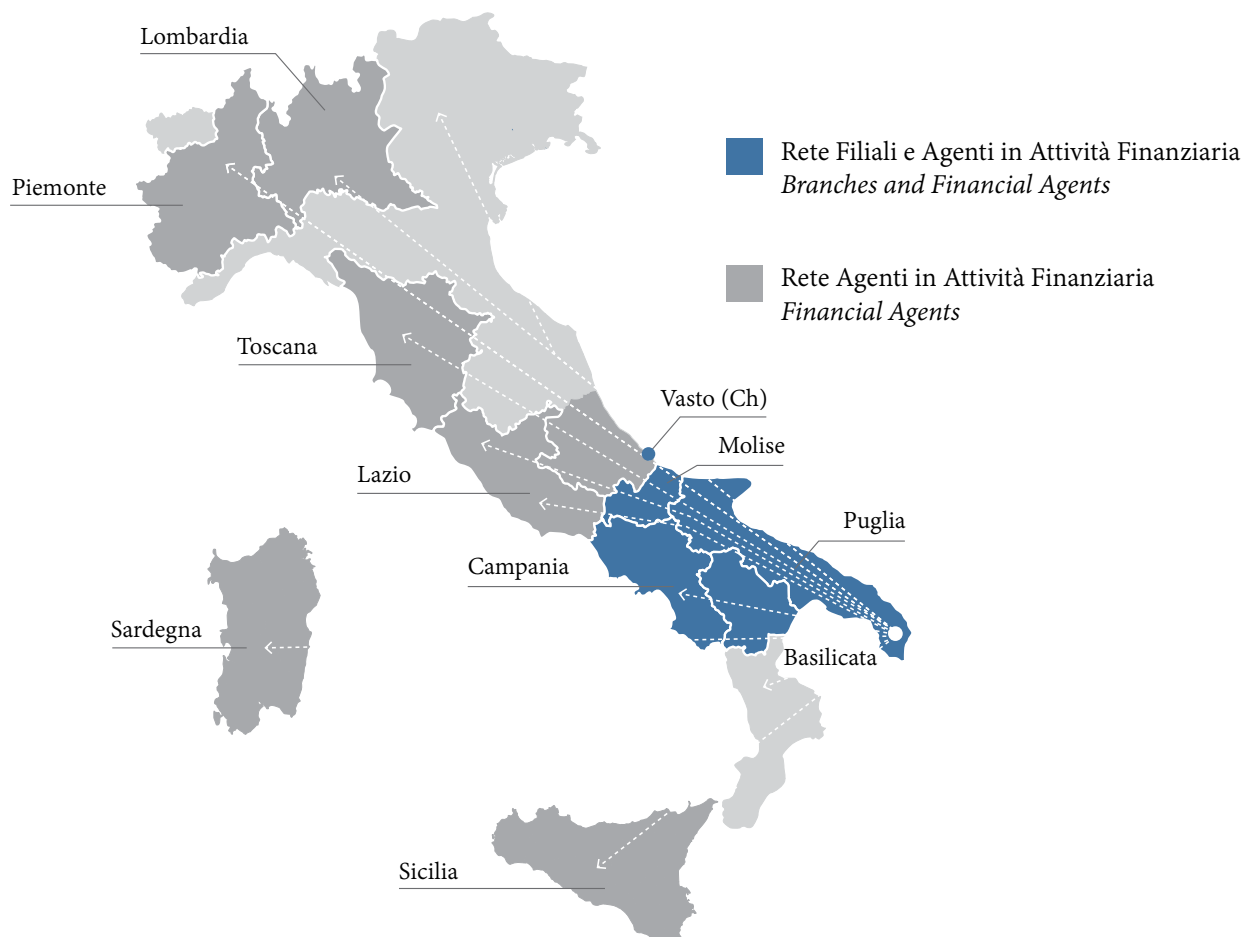 Lombardia
Rete Filiali e Agenti in Attività Finanziaria
Branches and Financial Agents
Piemonte
Rete Agenti in Attività Finanziaria
Financial Agents
Toscana
Vasto (Ch)
Molise
Lazio
Puglia
Campania
Sardegna
Basilicata
Sicilia